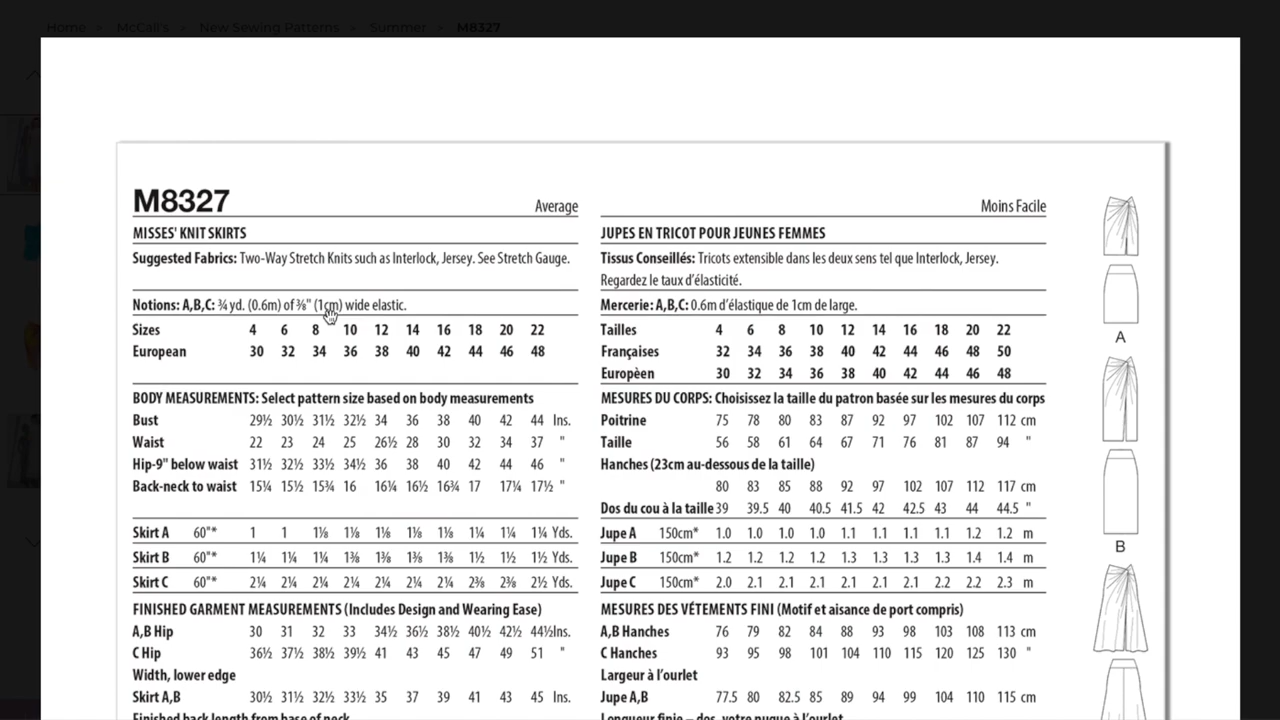 Home > McCall's > New Sewing Patterns > Summer > M8327
M8327 Average
MISSES' KNIT SKIRTS
Suggested Fabrics: Two-Way Stretch Knits such as Interlock, Jersey. See Stretch Gauge.
Notions: A,B,C: ¾ yd. (0.6m) of ⅜" (1cm) wide elastic.
Sizes 4 6 8 10 12 14 16 18 20 22
European 30 32 34 36 38 40 42 44 46 48
BODY MEASUREMENTS: Select pattern size based on body measurements
Bust 29½ 30½ 31½ 32½ 34 36 38 40 42 44 Ins.
Waist 22 23 24 25 26½ 28 30 32 34 37 "
Hip-9" below waist 31½ 32½ 33½ 34½ 36 38 40 42 44 46 "
Back-neck to waist 15¼ 15½ 15¾ 16 16¼ 16½ 16¾ 17 17¼ 17½ "
Skirt A 60"* 1 1 1⅛ 1⅛ 1⅛ 1⅛ 1⅛ 1¼ 1¼ 1¼ Yds.
Skirt B 60"* 1¼ 1¼ 1¼ 1⅜ 1⅜ 1⅜ 1⅜ 1½ 1½ 1½ Yds.
Skirt C 60"* 2¼ 2¼ 2¼ 2¼ 2¼ 2¼ 2¼ 2⅜ 2⅜ 2½ Yds.
FINISHED GARMENT MEASUREMENTS (Includes Design and Wearing Ease)
A,B Hip 30 31 32 33 34½ 36½ 38½ 40½ 42½ 44½Ins.
C Hip 36½ 37½ 38½ 39½ 41 43 45 47 49 51 "
Width, lower edge
Skirt A,B 30½ 31½ 32½ 33½ 35 37 39 41 43 45 Ins.
Finished back length from base of neck
Moins Facile
JUPES EN TRICOT POUR JEUNES FEMMES
Tissus Conseillés: Tricots extensible dans les deux sens tel que Interlock, Jersey.
Regardez le taux d'élasticité.
Mercerie: A,B,C: 0.6m d'élastique de 1cm de large.
Tailles 4 6 8 10 12 14 16 18 20 22
Françaises 32 34 36 38 40 42 44 46 48 50
Europèen 30 32 34 36 38 40 42 44 46 48
MESURES DU CORPS: Choisissez la taille du patron basée sur les mesures du corps
Poitrine 75 78 80 83 87 92 97 102 107 112 cm
Taille 56 58 61 64 67 71 76 81 87 94 "
Hanches (23cm au-dessous de la taille)
80 83 85 88 92 97 102 107 112 117 cm
Dos du cou à la taille 39 39.5 40 40.5 41.5 42 42.5 43 44 44.5 "
Jupe A 150cm* 1.0 1.0 1.0 1.0 1.1 1.1 1.1 1.1 1.2 1.2 m
Jupe B 150cm* 1.2 1.2 1.2 1.2 1.3 1.3 1.3 1.3 1.4 1.4 m
Jupe C 150cm* 2.0 2.1 2.1 2.1 2.1 2.1 2.1 2.2 2.2 2.3 m
MESURES DES VÉTEMENTS FINI (Motif et aisance de port compris)
A,B Hanches 76 79 82 84 88 93 98 103 108 113 cm
C Hanches 93 95 98 101 104 110 115 120 125 130 "
Largeur à l'ourlet
Jupe A,B 77.5 80 82.5 85 89 94 99 104 110 115 cm
Longueur finie – dos, votre nuque à l'ourlet
A
B